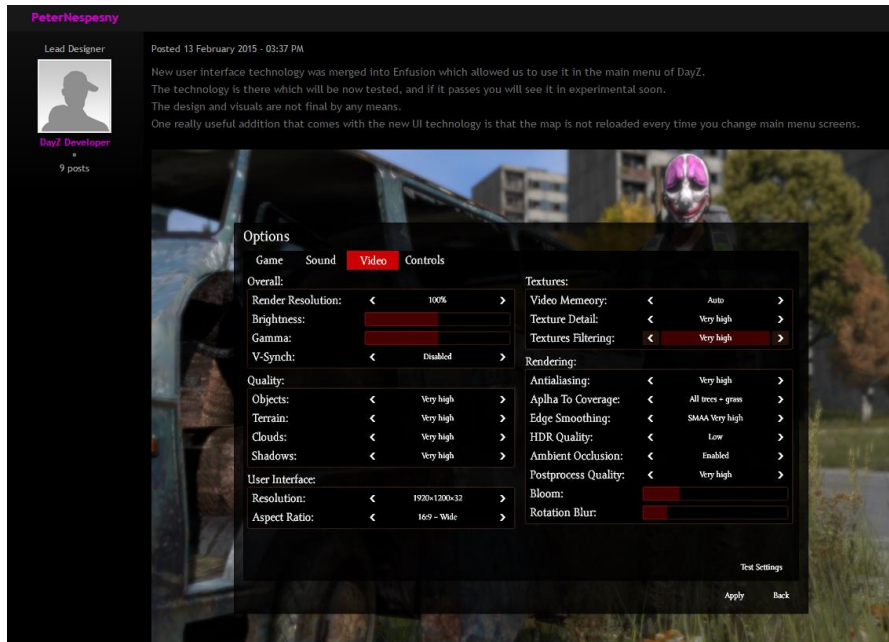 PeterNespesny
Lead Designer
DayZ Developer
9 posts
Posted 13 February 2015 - 03:37 PM
New user interface technology was merged into Enfusion which allowed us to use it in the main menu of DayZ.
The technology is there which will be now tested, and if it passes you will see it in experimental soon.
The design and visuals are not final by any means.
One really useful addition that comes with the new UI technology is that the map is not reloaded every time you change main menu screens.
Options
Game Sound Video Controls
Overall:
Render Resolution: < 100% >
Brightness:
Gamma:
V-Synch: < Disabled >
Quality:
Objects: < Very high >
Terrain: < Very high >
Clouds: < Very high >
Shadows: < Very high >
User Interface:
Resolution: < 1920×1200×32 >
Aspect Ratio: < 16:9 – Wide >
Textures:
Video Memeory: < Auto >
Texture Detail: < Very high >
Textures Filtering: < Very high >
Rendering:
Antialiasing: < Very high >
Aplha To Coverage: < All trees + grass >
Edge Smoothing: < SMAA Very high >
HDR Quality: < Low >
Ambient Occlusion: < Enabled >
Postprocess Quality: < Very high >
Bloom:
Rotation Blur:
Test Settings
Apply Back